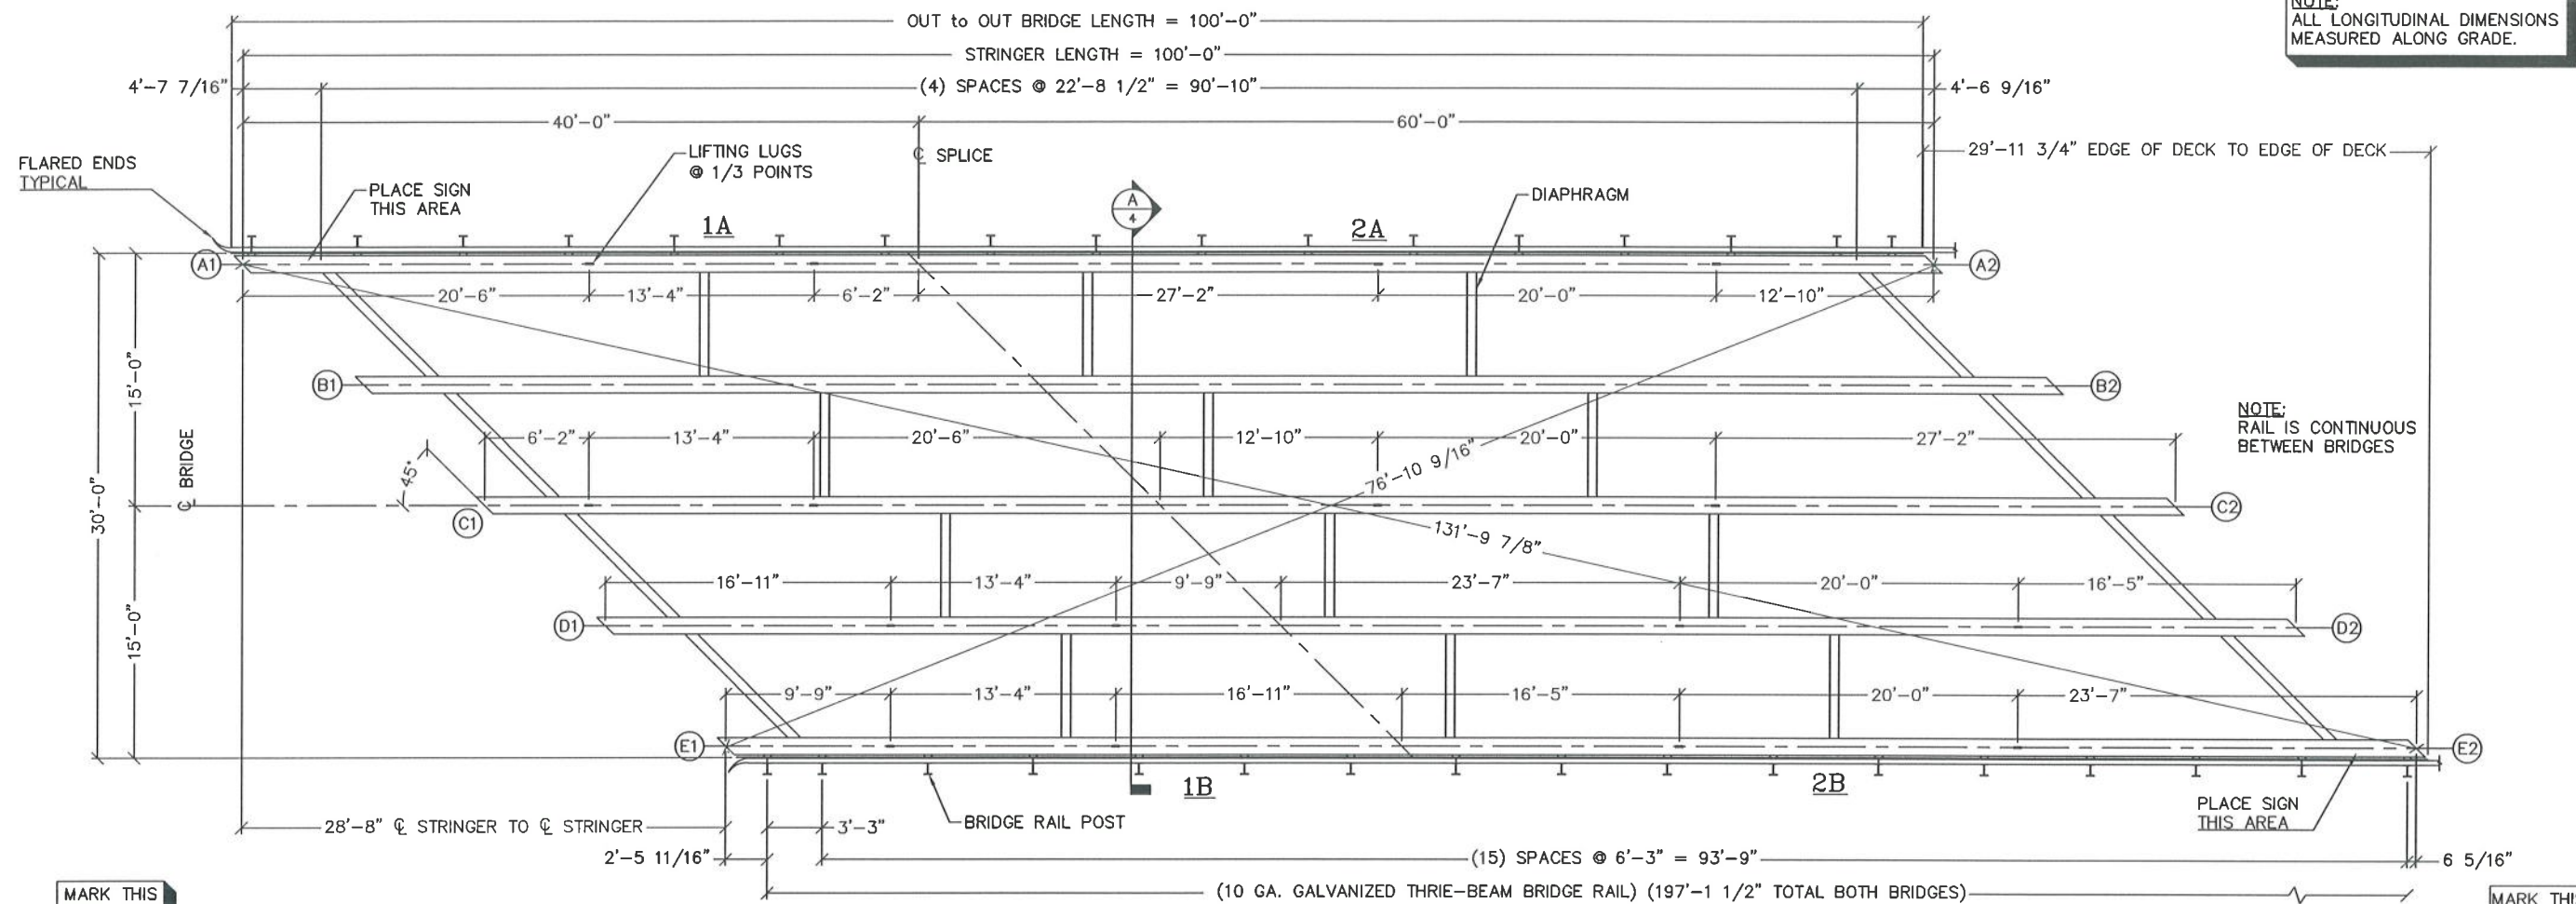 OUT to OUT BRIDGE LENGTH = 100'-0"
NOTE:
ALL LONGITUDINAL DIMENSIONS
MEASURED ALONG GRADE.
STRINGER LENGTH = 100'-0"
4'-7 7/16"
(4) SPACES @ 22'-8 1/2" = 90'-10"
4'-6 9/16"
40'-0"
60'-0"
29'-11 3/4" EDGE OF DECK TO EDGE OF DECK
FLARED ENDS
TYPICAL
PLACE SIGN
THIS AREA
LIFTING LUGS
@ 1/3 POINTS
℄ SPLICE
A
4
DIAPHRAGM
1A
2A
A1
A2
20'-6"
13'-4"
6'-2"
27'-2"
20'-0"
12'-10"
15'-0"
B1
B2
NOTE:
RAIL IS CONTINUOUS
BETWEEN BRIDGES
6'-2"
13'-4"
20'-6"
12'-10"
20'-0"
27'-2"
76'-10 9/16"
45°
℄ BRIDGE
30'-0"
C1
C2
131'-9 7/8"
16'-11"
13'-4"
9'-9"
23'-7"
20'-0"
16'-5"
15'-0"
D1
D2
9'-9"
13'-4"
16'-11"
16'-5"
20'-0"
23'-7"
E1
E2
1B
2B
28'-8" ℄ STRINGER TO ℄ STRINGER
3'-3"
BRIDGE RAIL POST
PLACE SIGN
THIS AREA
2'-5 11/16"
(15) SPACES @ 6'-3" = 93'-9"
6 5/16"
MARK THIS
(10 GA. GALVANIZED THRIE-BEAM BRIDGE RAIL) (197'-1 1/2" TOTAL BOTH BRIDGES)
MARK THIS